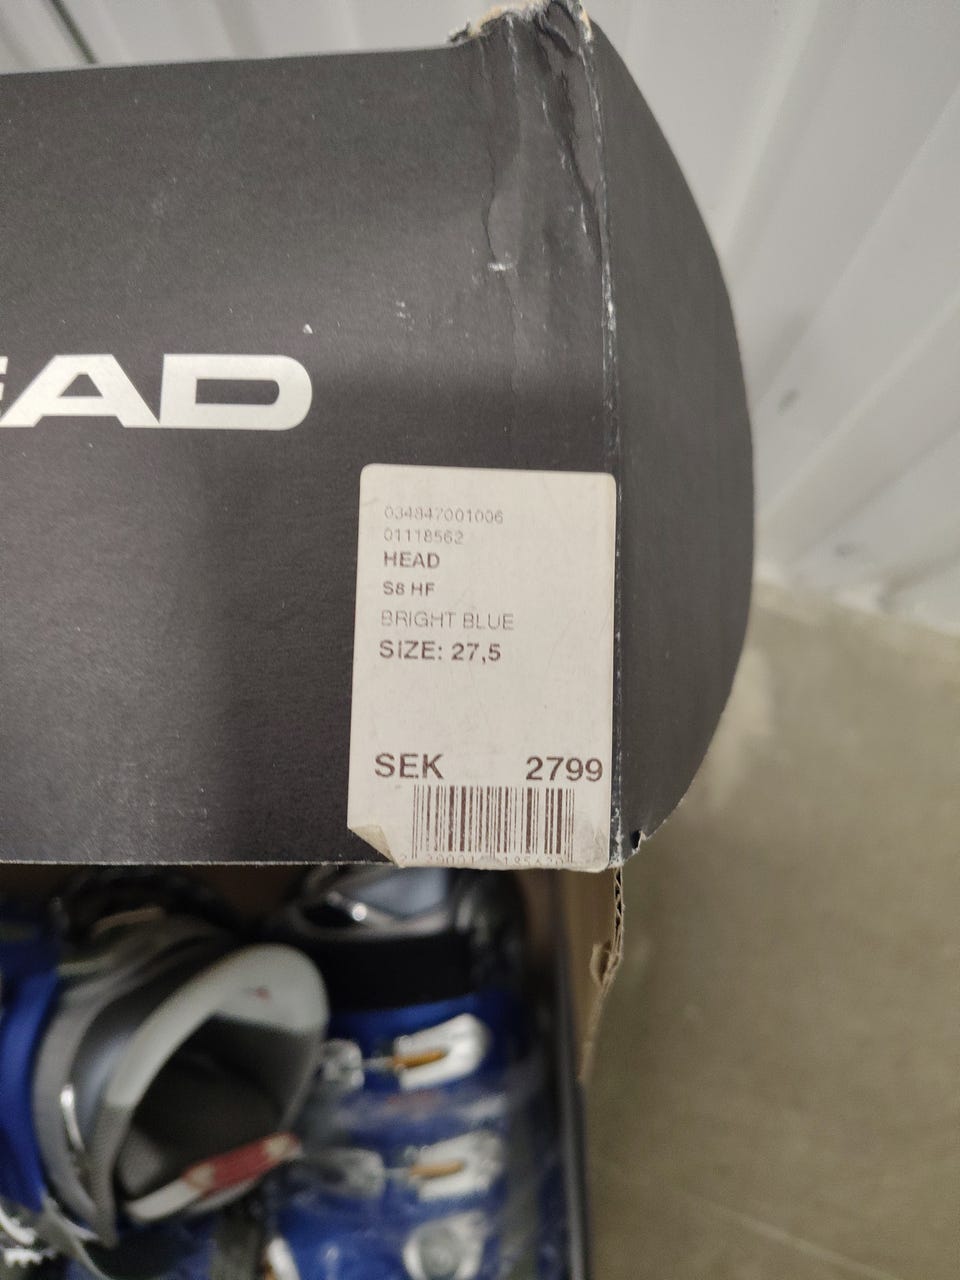 EAD
034847001006
01118562
HEAD
S8 HF
BRIGHT BLUE
SIZE: 27,5
SEK 2799